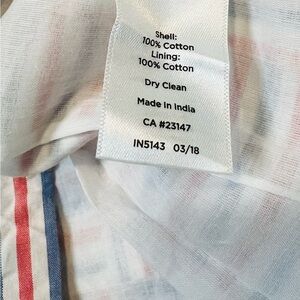 Shell:
100% Cotton
Lining:
100% Cotton
Dry Clean
Made In India
CA #23147
IN5143 03/18